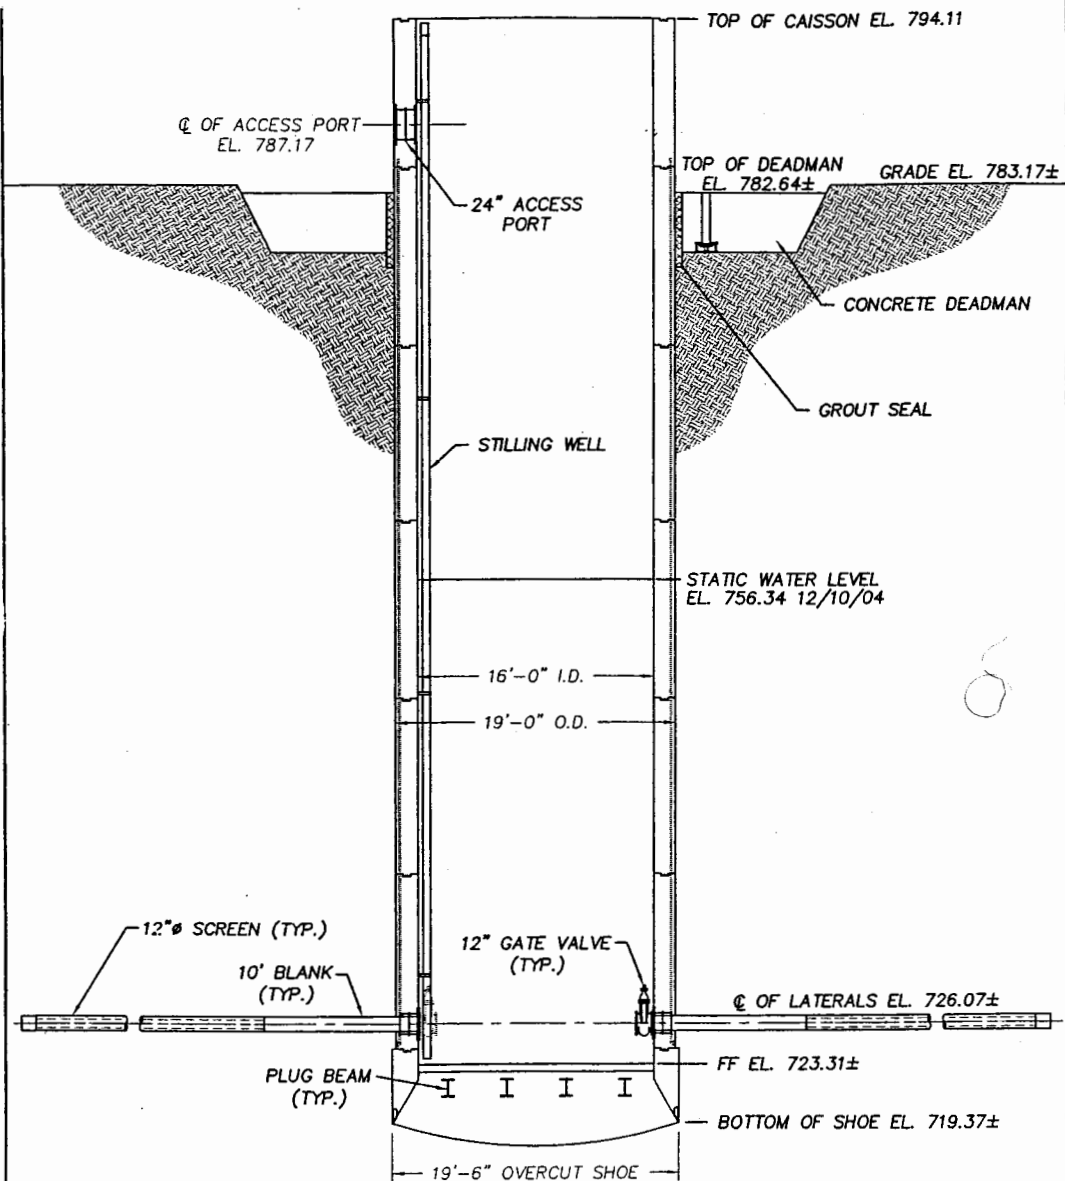 TOP OF CAISSON EL. 794.11
℄ OF ACCESS PORT
EL. 787.17
TOP OF DEADMAN
EL. 782.64±
GRADE EL. 783.17±
24" ACCESS
PORT
CONCRETE DEADMAN
GROUT SEAL
STILLING WELL
STATIC WATER LEVEL
EL. 756.34 12/10/04
16'-0" I.D.
19'-0" O.D.
12"ø SCREEN (TYP.)
12" GATE VALVE
(TYP.)
10' BLANK
(TYP.)
℄ OF LATERALS EL. 726.07±
FF EL. 723.31±
PLUG BEAM
(TYP.)
BOTTOM OF SHOE EL. 719.37±
19'-6" OVERCUT SHOE